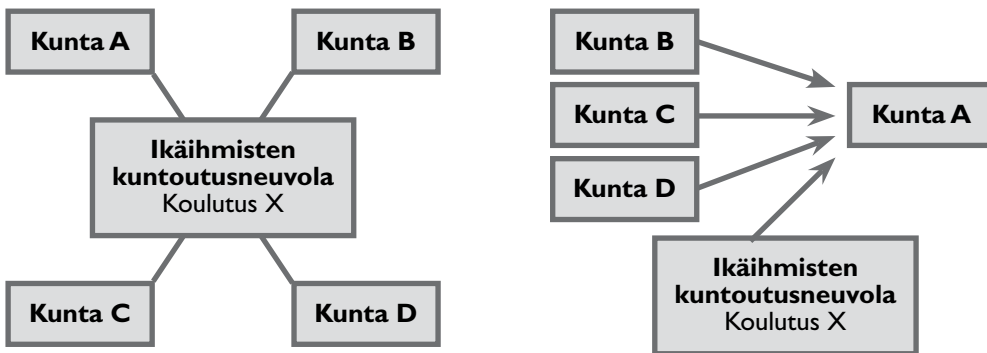 Kunta A
Kunta B
Ikäihmisten
kuntoutusneuvola
Koulutus X
Kunta C
Kunta D
Kunta B
Kunta C
Kunta D
Kunta A
Ikäihmisten
kuntoutusneuvola
Koulutus X